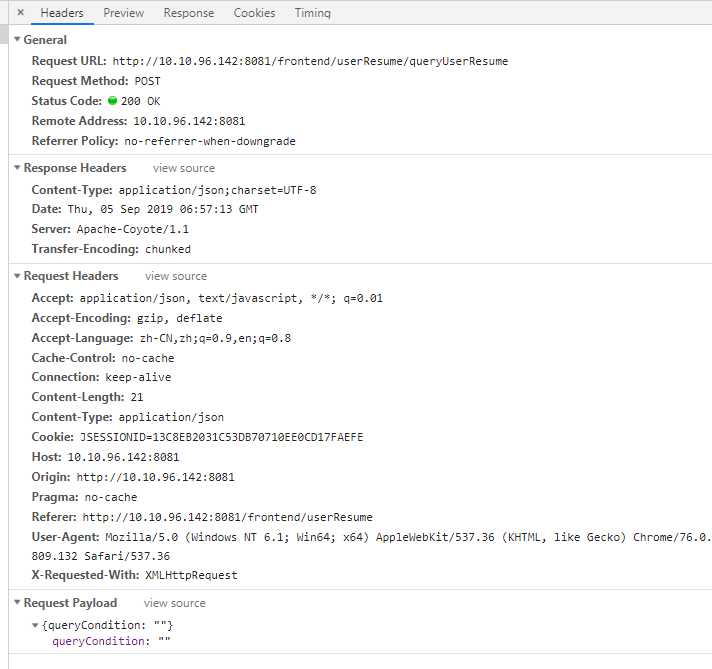 × Headers Preview Response Cookies Timing
General
Request URL: http://10.10.96.142:8081/frontend/userResume/queryUserResume
Request Method: POST
Status Code: 200 OK
Remote Address: 10.10.96.142:8081
Referrer Policy: no-referrer-when-downgrade
Response Headers view source
Content-Type: application/json;charset=UTF-8
Date: Thu, 05 Sep 2019 06:57:13 GMT
Server: Apache-Coyote/1.1
Transfer-Encoding: chunked
Request Headers view source
Accept: application/json, text/javascript, */*; q=0.01
Accept-Encoding: gzip, deflate
Accept-Language: zh-CN,zh;q=0.9,en;q=0.8
Cache-Control: no-cache
Connection: keep-alive
Content-Length: 21
Content-Type: application/json
Cookie: JSESSIONID=13C8EB2031C53DB70710EE0CD17FAEFE
Host: 10.10.96.142:8081
Origin: http://10.10.96.142:8081
Pragma: no-cache
Referer: http://10.10.96.142:8081/frontend/userResume
User-Agent: Mozilla/5.0 (Windows NT 6.1; Win64; x64) AppleWebKit/537.36 (KHTML, like Gecko) Chrome/76.0.
809.132 Safari/537.36
X-Requested-With: XMLHttpRequest
Request Payload view source
{queryCondition: ""}
queryCondition: ""